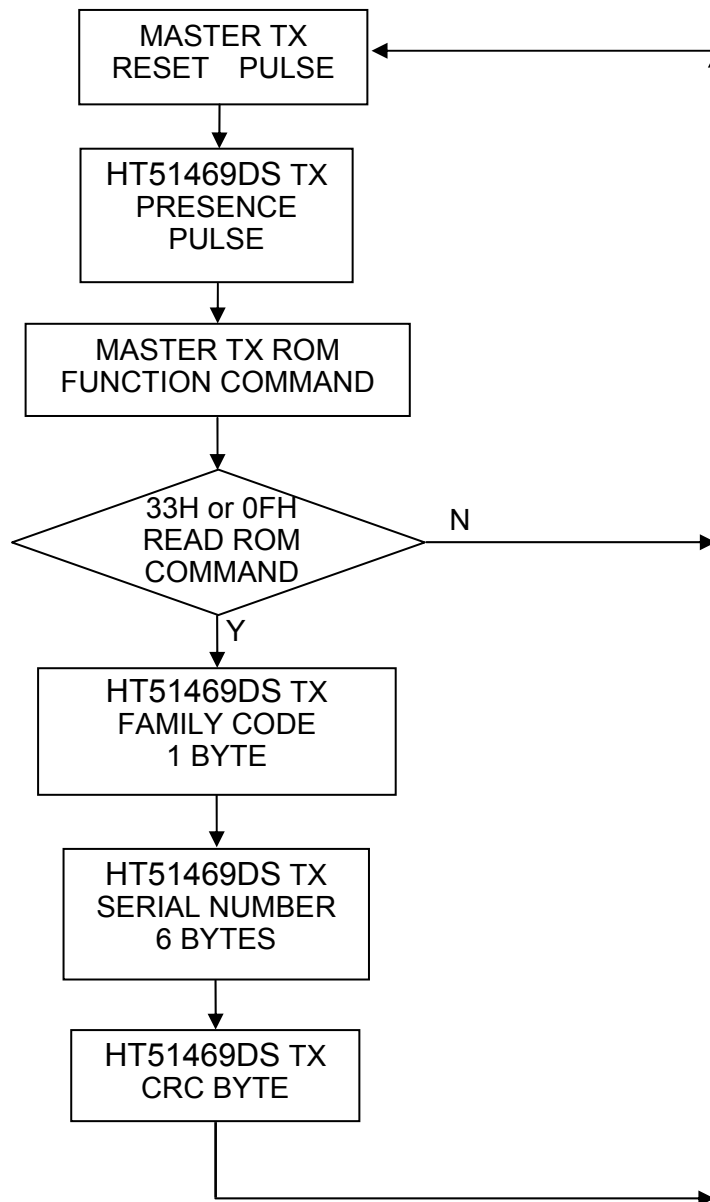 MASTER TX
RESET PULSE
HT51469DS TX
PRESENCE
PULSE
MASTER TX ROM
FUNCTION COMMAND
33H or 0FH
READ ROM
COMMAND
N
Y
HT51469DS TX
FAMILY CODE
1 BYTE
HT51469DS TX
SERIAL NUMBER
6 BYTES
HT51469DS TX
CRC BYTE